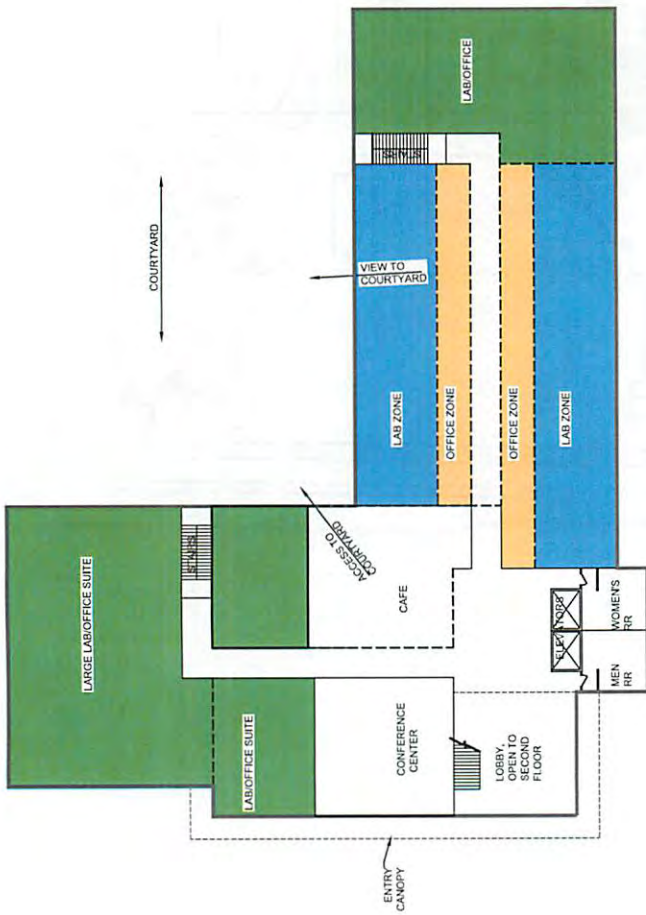 LAB/OFFICE
STAIRS
COURTYARD
VIEW TO
COURTYARD
LAB ZONE
OFFICE ZONE
OFFICE ZONE
LAB ZONE
LARGE LAB/OFFICE SUITE
STAIRS
ACCESS TO
COURTYARD
CAFE
ELEVATORS
WOMEN'S
RR
MEN
RR
LAB/OFFICE SUITE
CONFERENCE
CENTER
LOBBY,
OPEN TO
SECOND
FLOOR
ENTRY
CANOPY